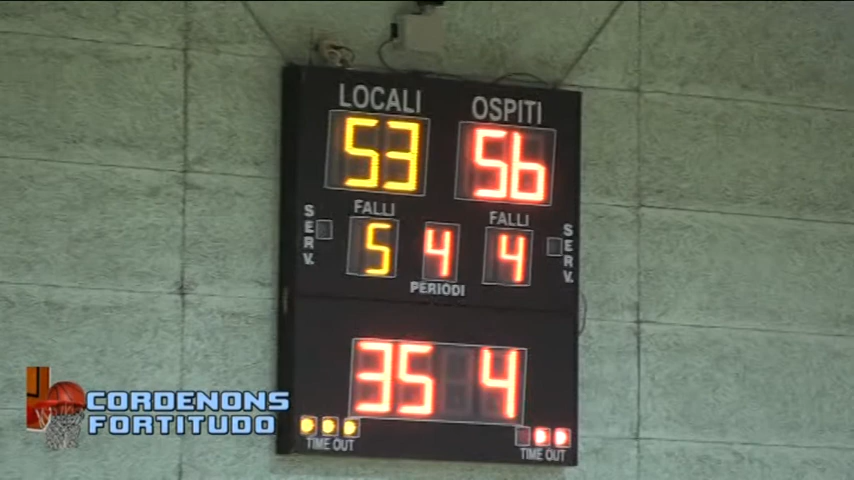 LOCALI OSPITI
53 56
FALLI FALLI
SERV. 5 4 4 SERV.
PERIODI
35 4
TIME OUT TIME OUT
CORDENONS
FORTITUDO